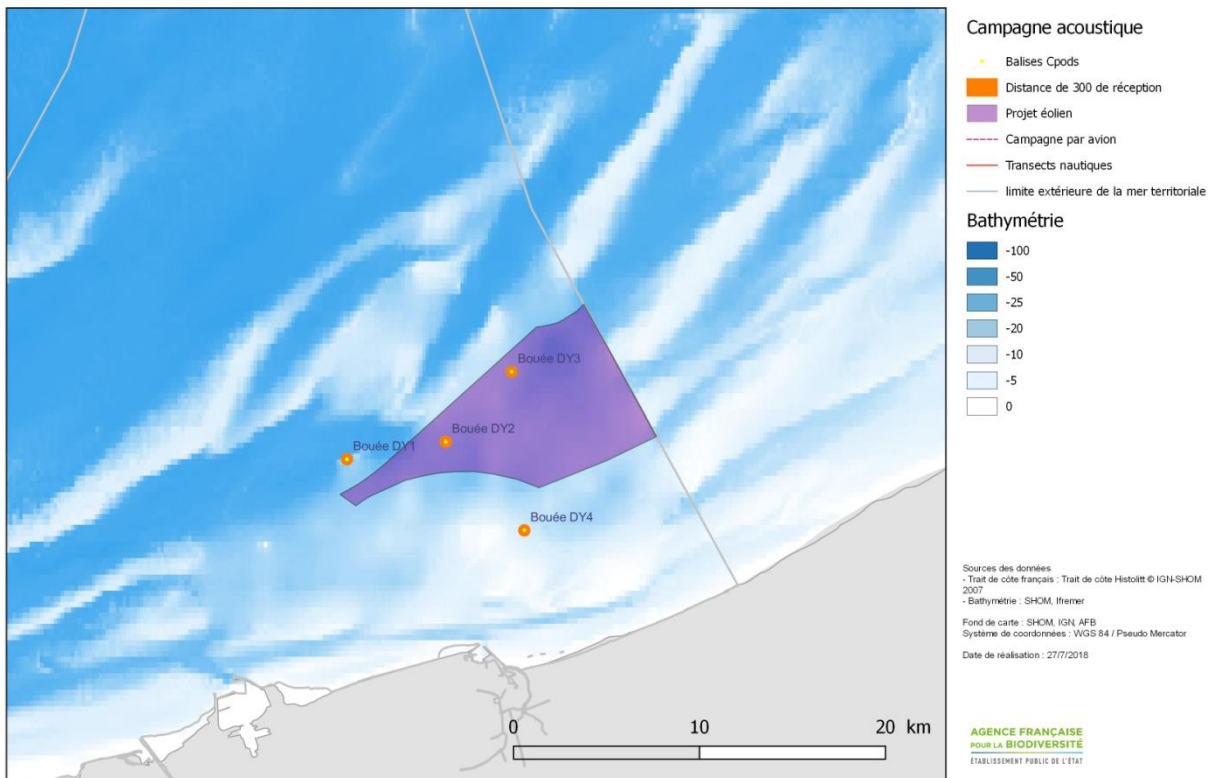 Bouée DY3
Bouée DY2
Bouée DY1
Bouée DY4
0 10 20 km
Campagne acoustique
Balises Cpods
Distance de 300 de réception
Projet éolien
Campagne par avion
Transects nautiques
limite extérieure de la mer territoriale
Bathymétrie
-100
-50
-25
-20
-10
-5
0
Sources des données
- Trait de côte français : Trait de côte Histolitt © IGN-SHOM
2007
- Bathymétrie : SHOM, Ifremer
Fond de carte : SHOM, IGN, AFB
Système de coordonnées : WGS 84 / Pseudo Mercator
Date de réalisation : 27/7/2018
AGENCE FRANÇAISE
POUR LA BIODIVERSITÉ
ÉTABLISSEMENT PUBLIC DE L'ÉTAT